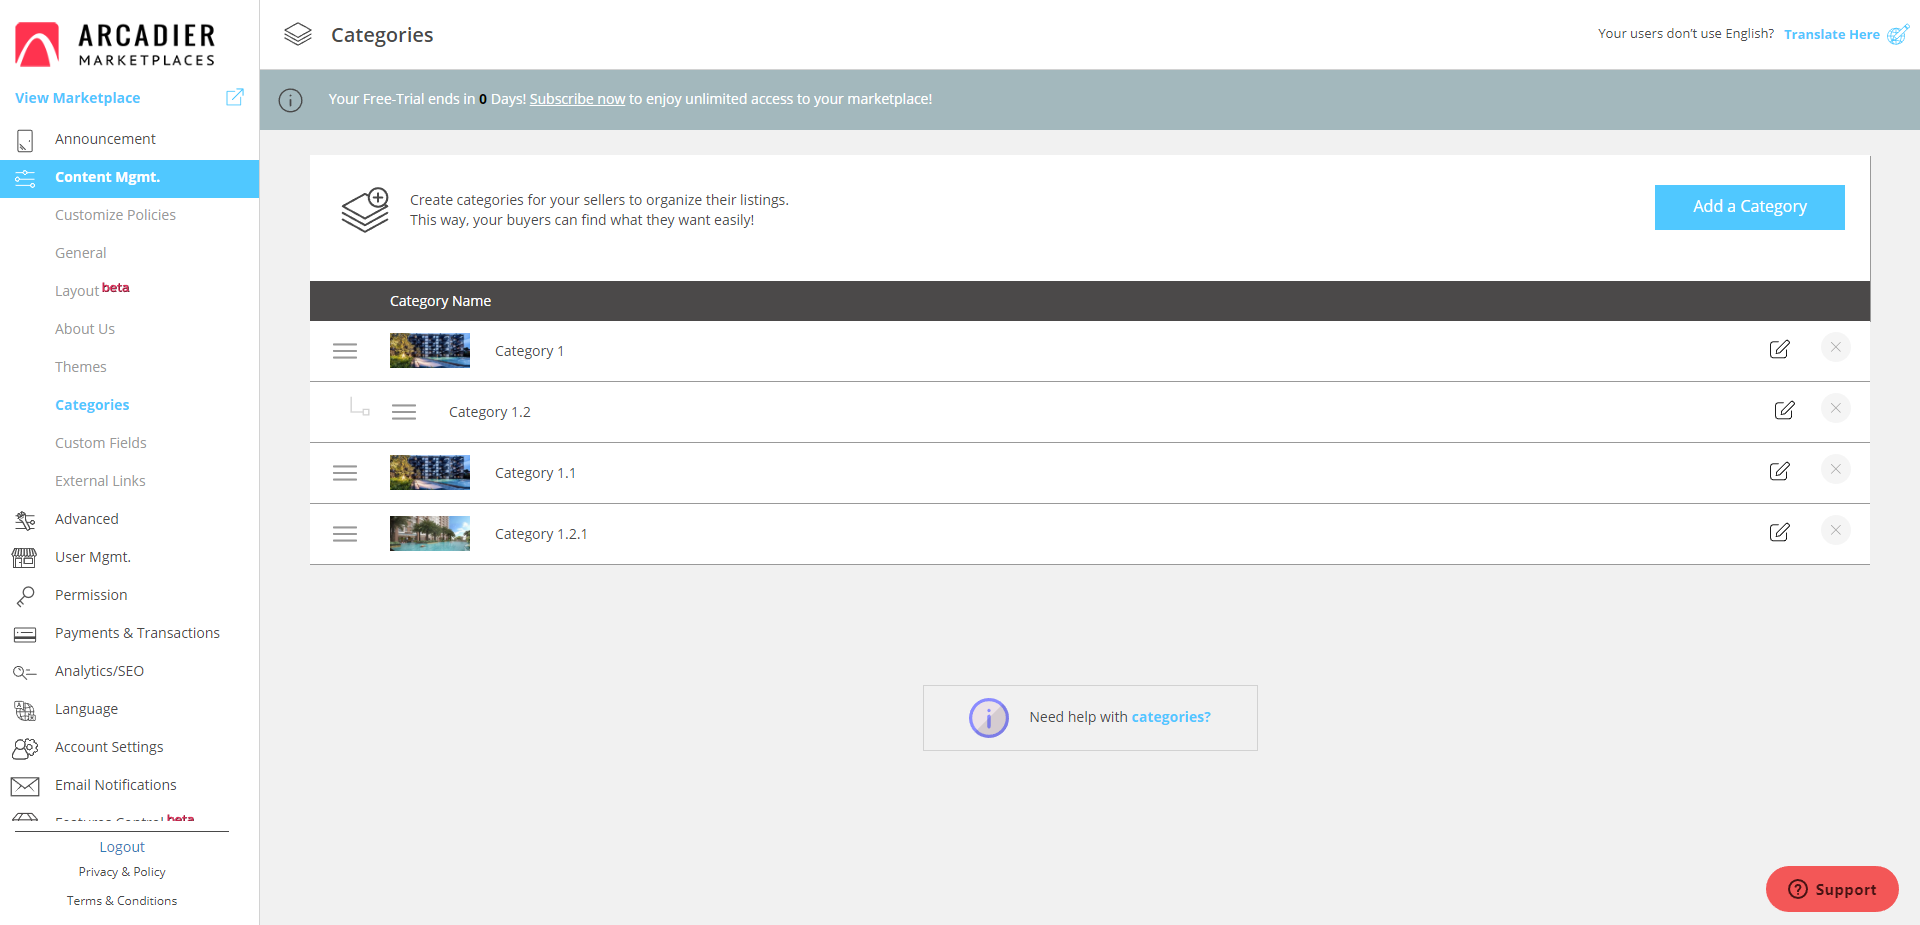 ARCADIER
MARKETPLACES
View Marketplace
Announcement
Content Mgmt.
Customize Policies
General
Layout beta
About Us
Themes
Categories
Custom Fields
External Links
Advanced
User Mgmt.
Permission
Payments & Transactions
Analytics/SEO
Language
Account Settings
Email Notifications
Features Control beta
Logout
Privacy & Policy
Terms & Conditions
Categories
Your users don't use English? Translate Here
Your Free-Trial ends in 0 Days! Subscribe now to enjoy unlimited access to your marketplace!
Create categories for your sellers to organize their listings.
This way, your buyers can find what they want easily!
Add a Category
Category Name
Category 1
Category 1.2
Category 1.1
Category 1.2.1
Need help with categories?
Support